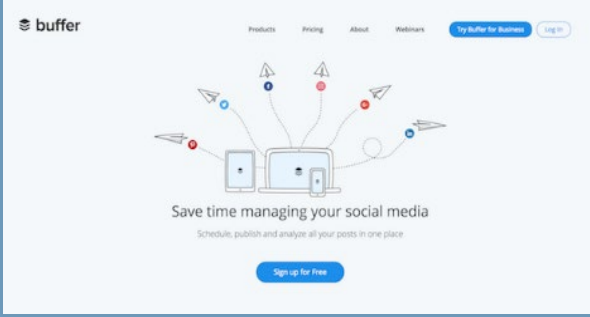 buffer
Products Pricing About Webinars Try Buffer for Business Log In
Save time managing your social media
Schedule, publish and analyze all your posts in one place
Sign up for Free